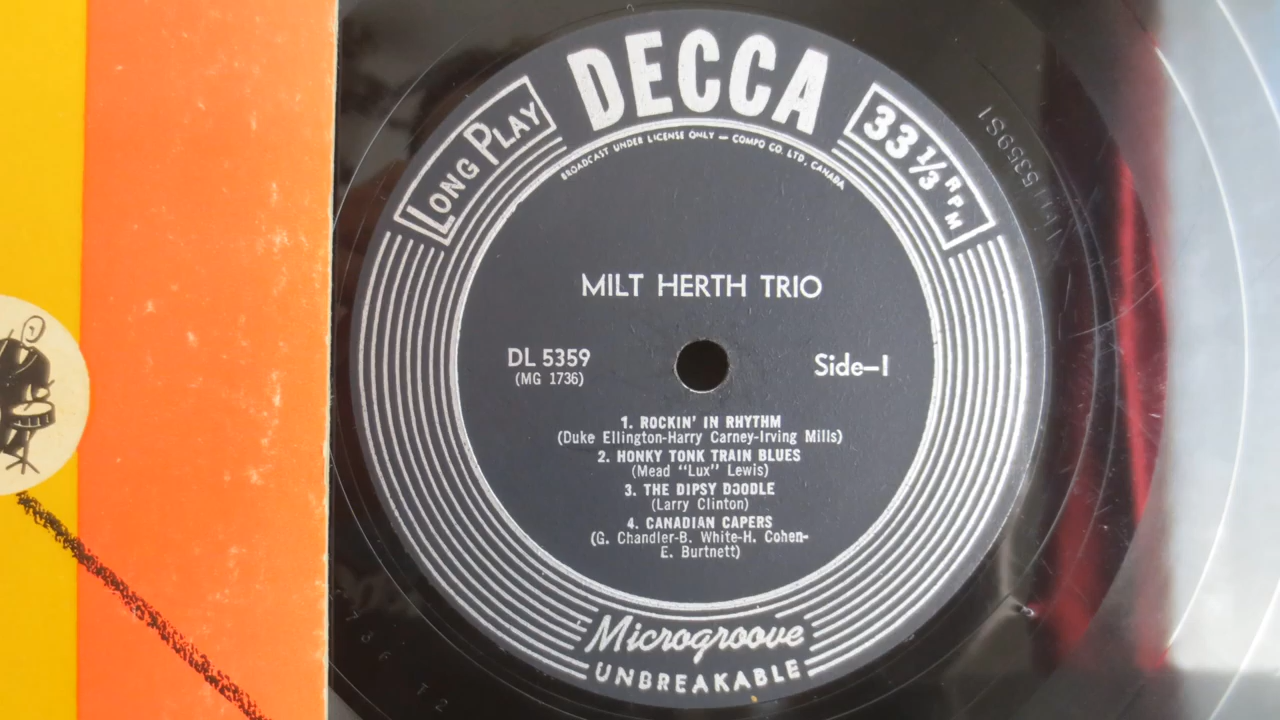 DECCA
LONG PLAY
33 1/3 RPM
BROADCAST UNDER LICENSE ONLY — COMPO CO. LTD., CANADA
MILT HERTH TRIO
DL 5359
(MG 1736)
Side–1
1. ROCKIN' IN RHYTHM
(Duke Ellington-Harry Carney-Irving Mills)
2. HONKY TONK TRAIN BLUES
(Mead "Lux" Lewis)
3. THE DIPSY DOODLE
(Larry Clinton)
4. CANADIAN CAPERS
(G. Chandler-B. White-H. Cohen-
E. Burtnett)
Microgroove
UNBREAKABLE